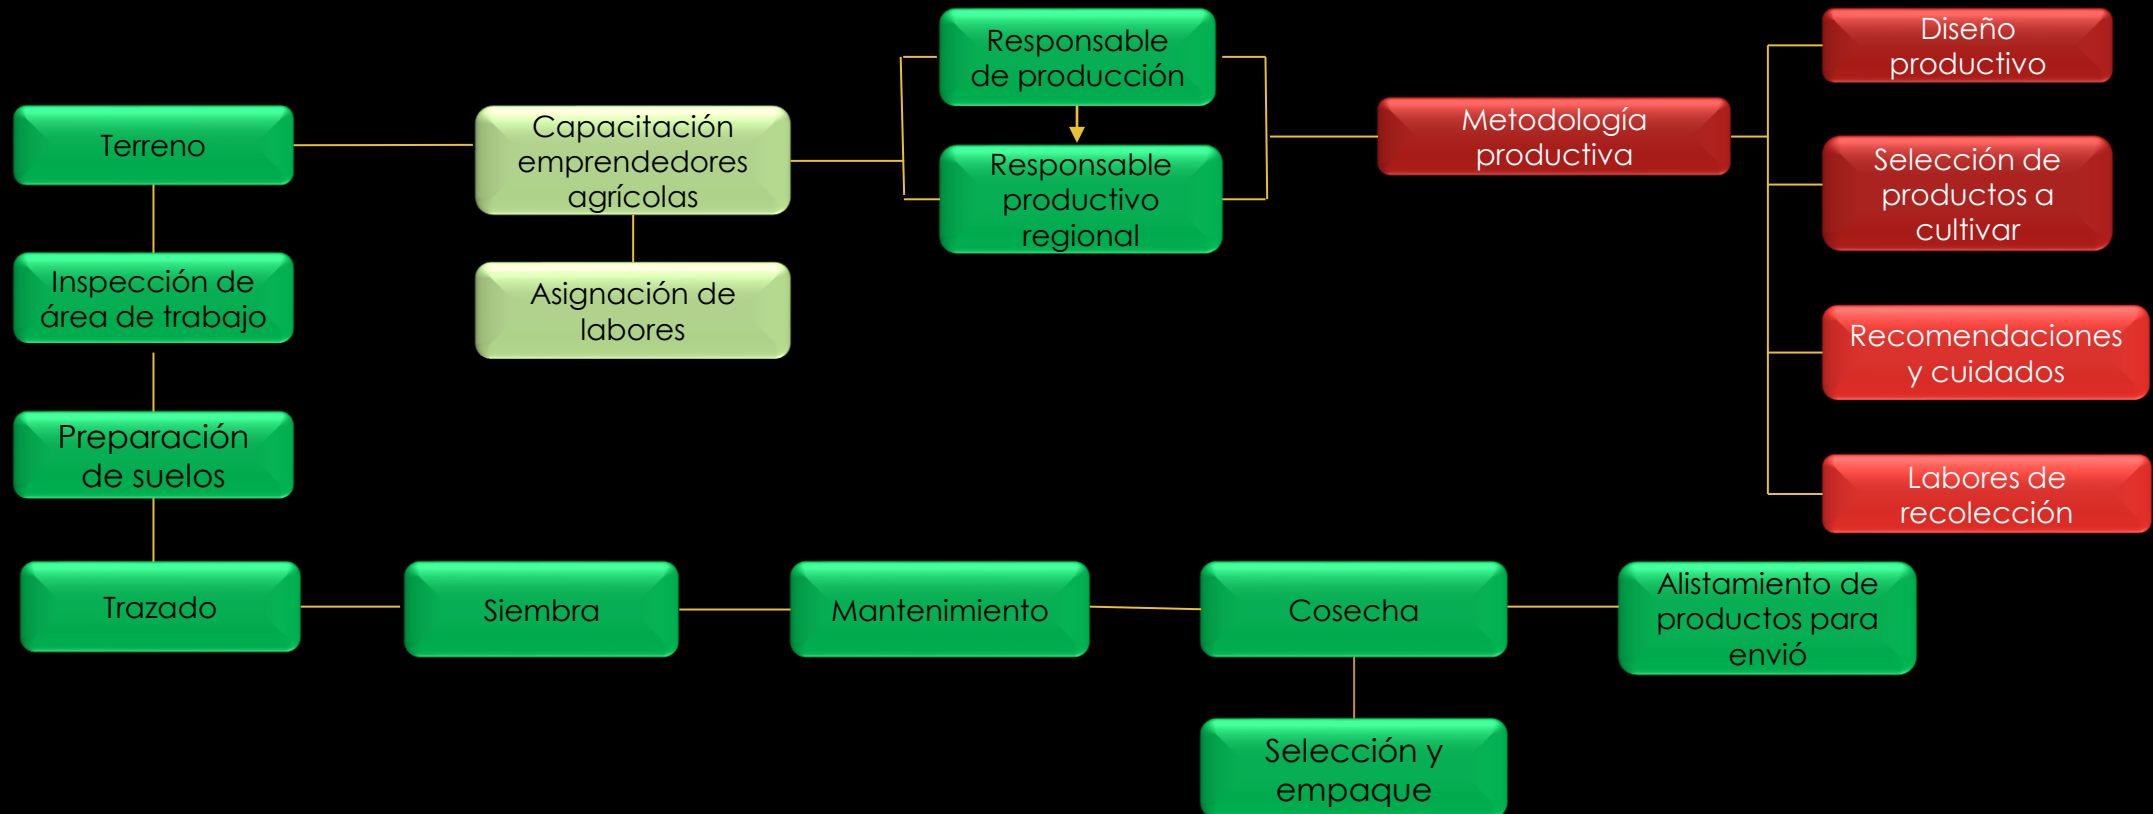 Responsable
de producción
Diseño
productivo
Terreno
Capacitación
emprendedores
agrícolas
Responsable
productivo
regional
Metodología
productiva
Selección de
productos a
cultivar
Inspección de
área de trabajo
Asignación de
labores
Recomendaciones
y cuidados
Preparación
de suelos
Labores de
recolección
Trazado
Siembra
Mantenimiento
Cosecha
Alistamiento de
productos para
envió
Selección y
empaque